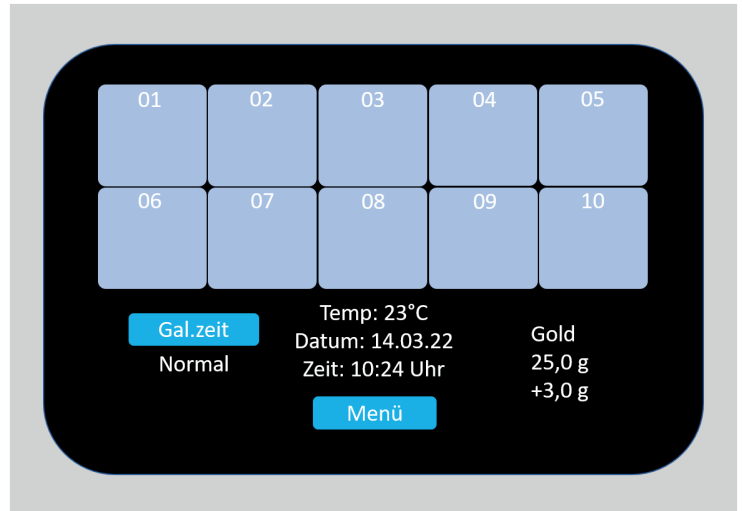 01 02 03 04 05
06 07 08 09 10
Gal.zeit
Normal
Temp: 23°C
Datum: 14.03.22
Zeit: 10:24 Uhr
Menü
Gold
25,0 g
+3,0 g